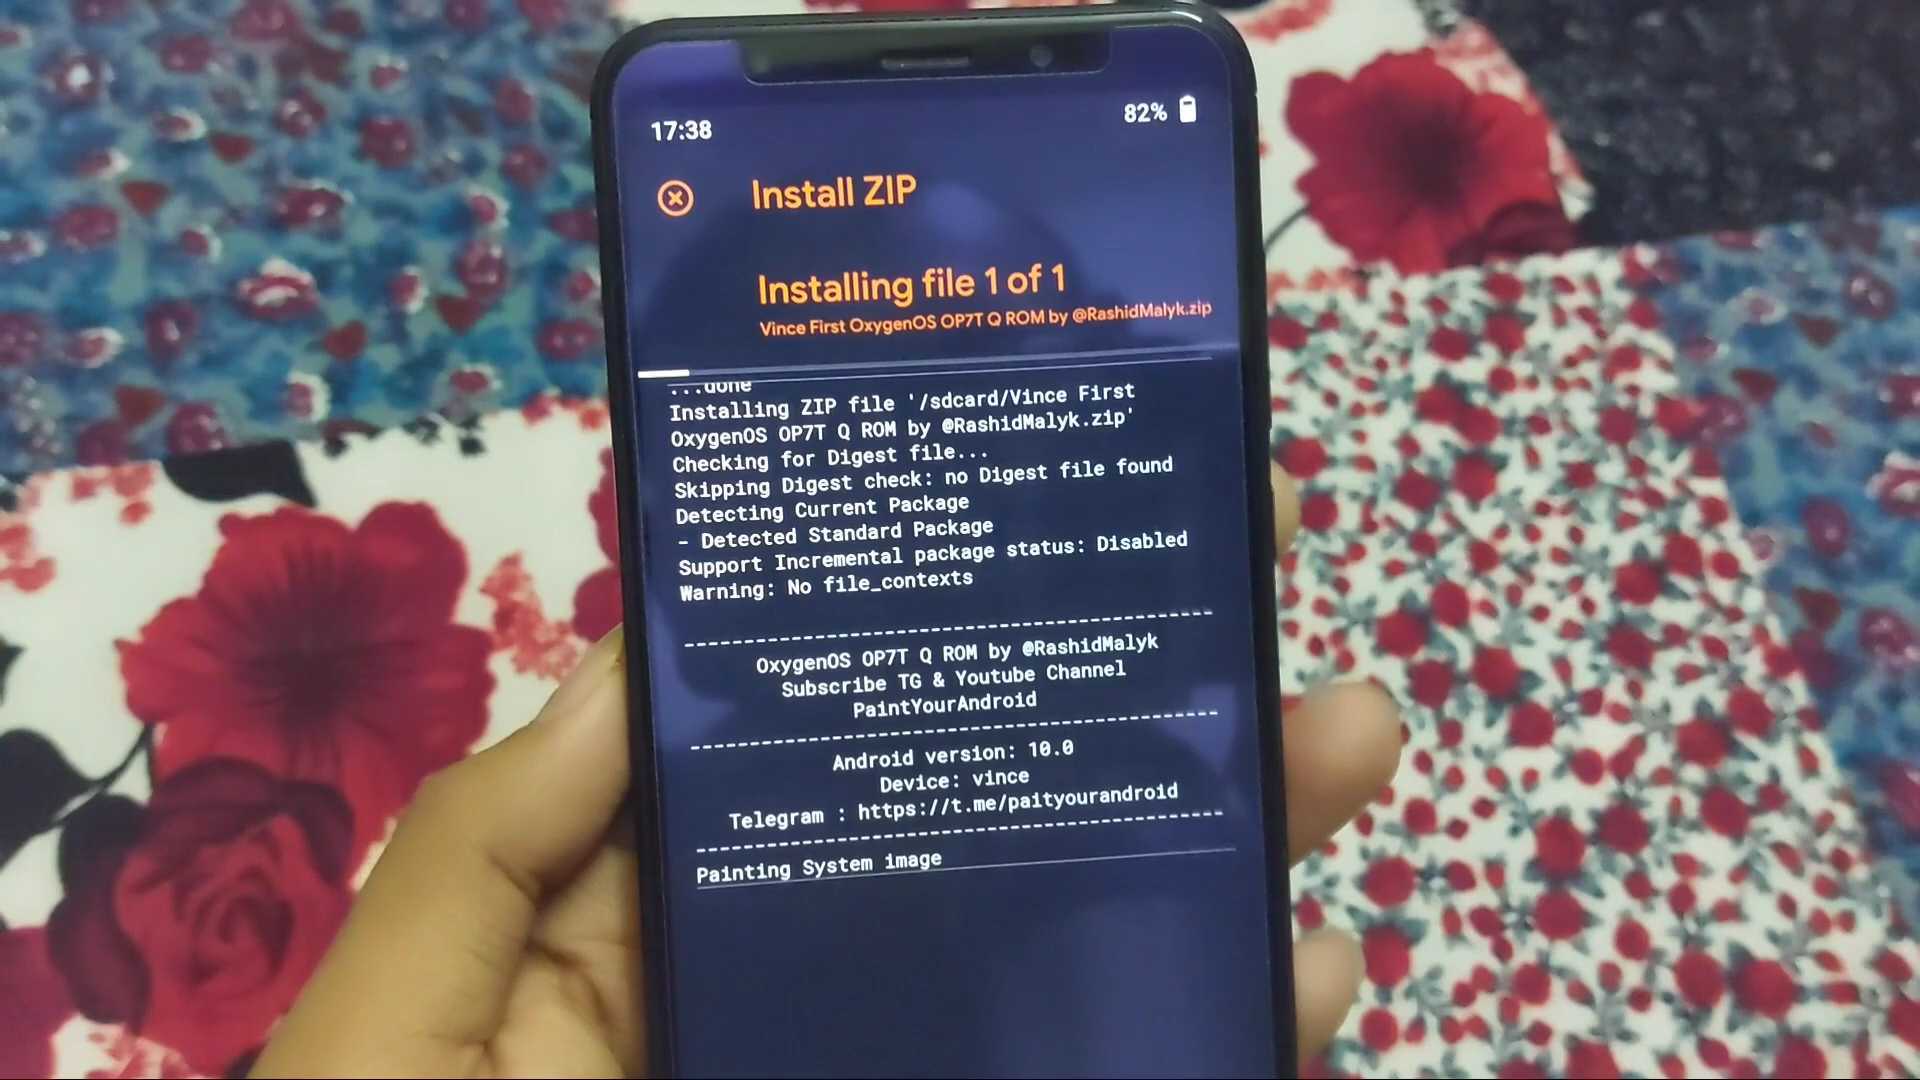 17:38
82%
Install ZIP
Installing file 1 of 1
Vince First OxygenOS OP7T Q ROM by @RashidMalyk.zip
...done
Installing ZIP file '/sdcard/Vince First
OxygenOS OP7T Q ROM by @RashidMalyk.zip'
Checking for Digest file...
Skipping Digest check: no Digest file found
Detecting Current Package
- Detected Standard Package
Support Incremental package status: Disabled
Warning: No file_contexts
--------------------------------------------
OxygenOS OP7T Q ROM by @RashidMalyk
Subscribe TG & Youtube Channel
PaintYourAndroid
--------------------------------------------
Android version: 10.0
Device: vince
Telegram : https://t.me/paityourandroid
--------------------------------------------
Painting System image